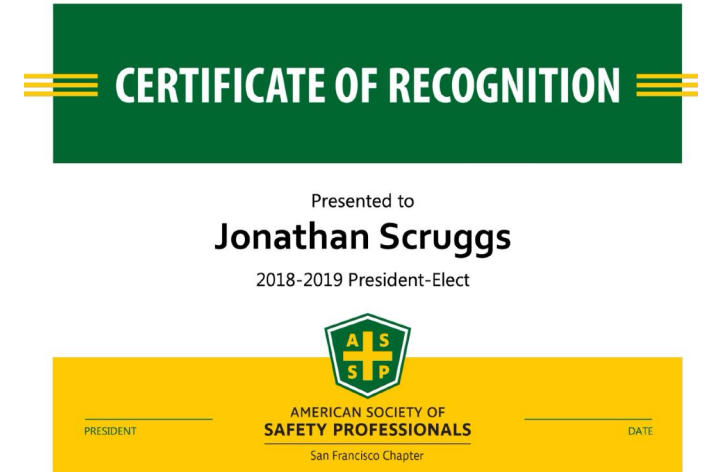 CERTIFICATE OF RECOGNITION
Presented to
Jonathan Scruggs
2018-2019 President-Elect
A S
S P
AMERICAN SOCIETY OF
SAFETY PROFESSIONALS
San Francisco Chapter
PRESIDENT
DATE